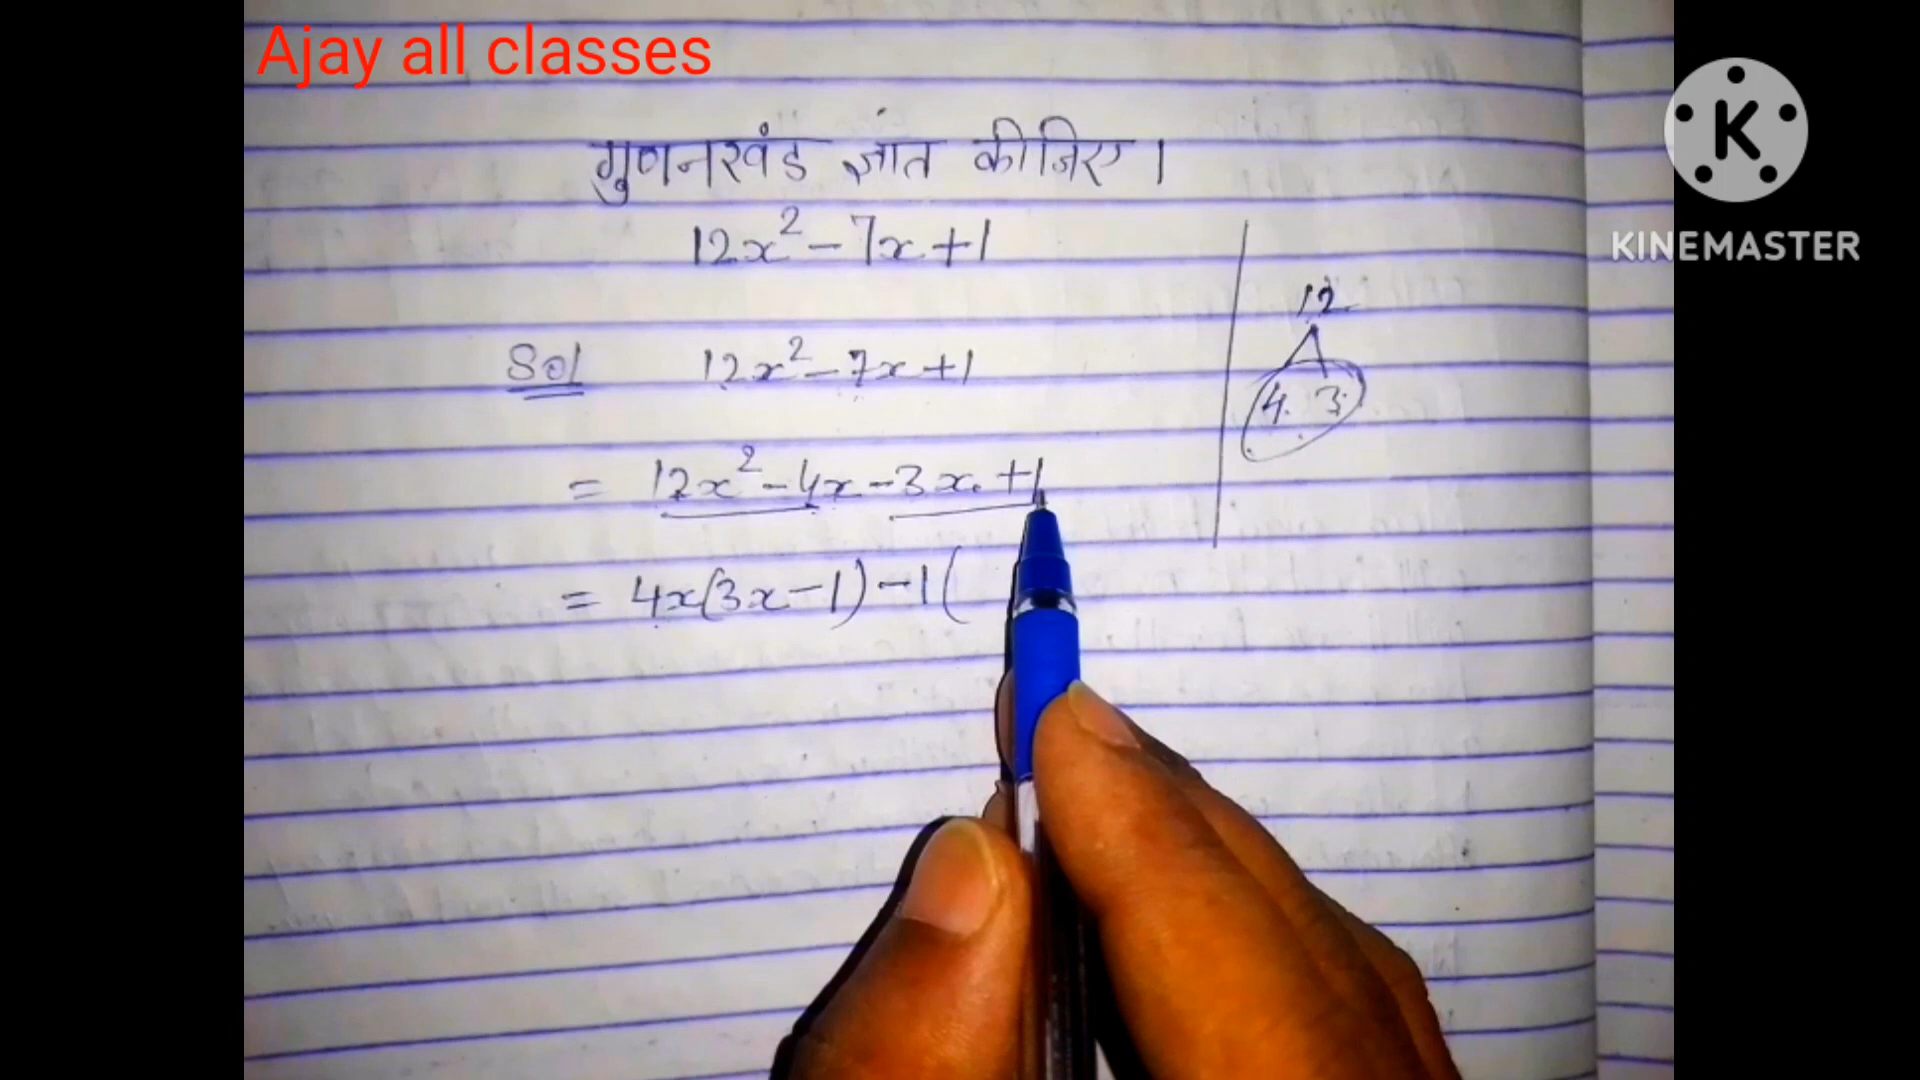 Ajay all classes
K
KINEMASTER
गुणनखंड ज्ञांत कीजिए ।
12x² - 7x + 1
Sol 12x² - 7x + 1
= 12x² - 4x - 3x + 1
= 4x(3x - 1) - 1(
12
4 3